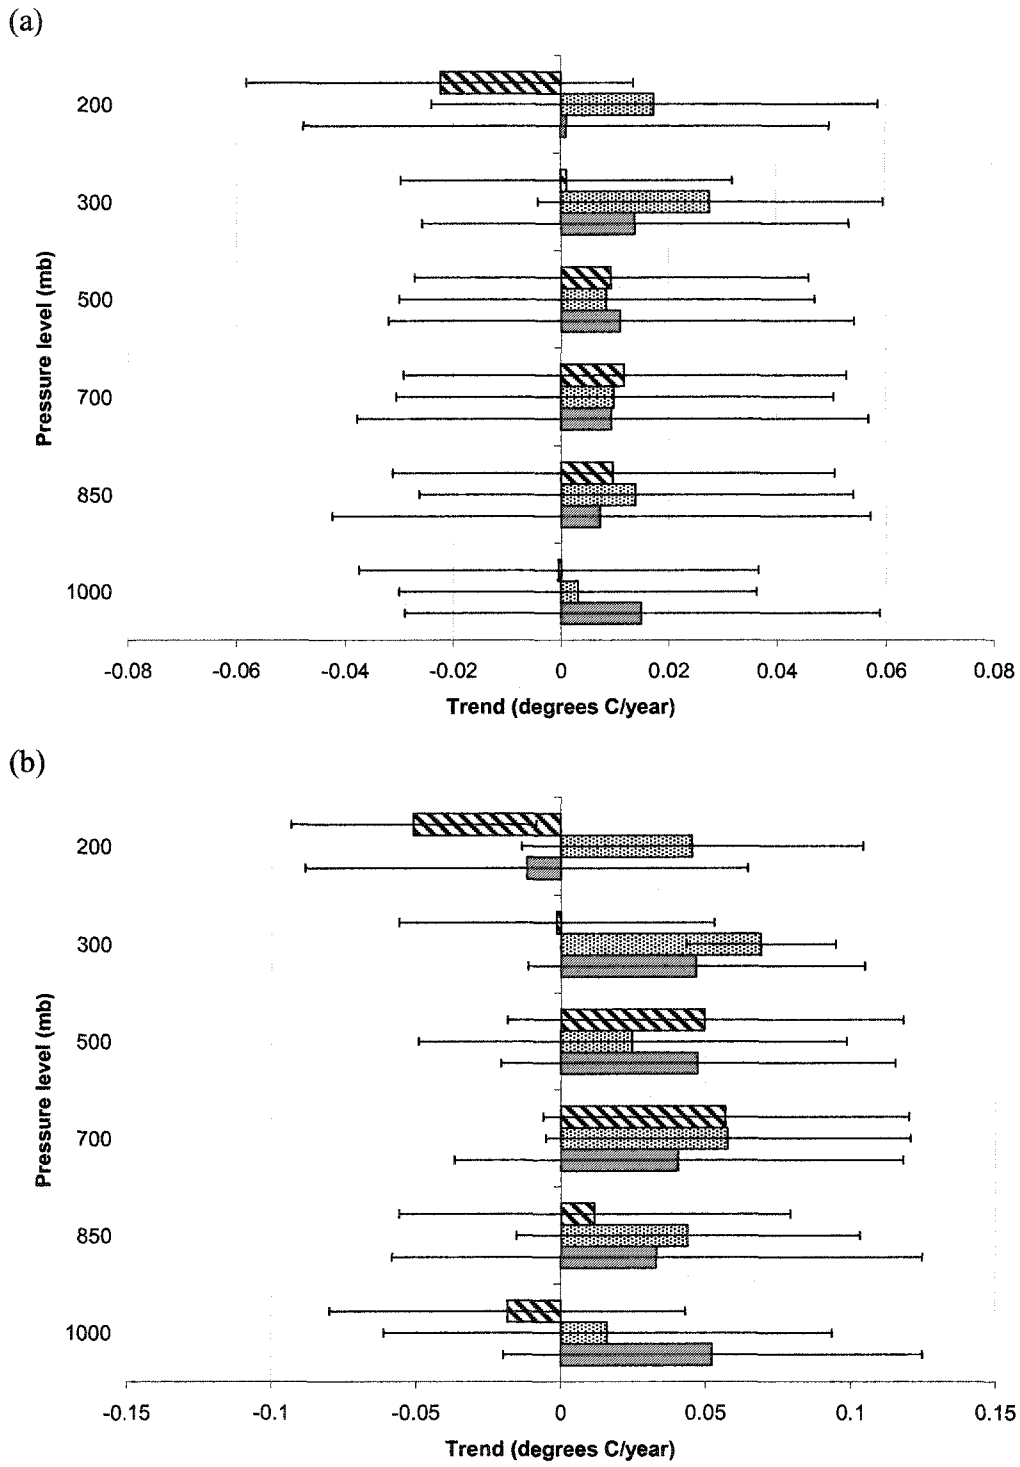 (a)
200
300
500
700
850
1000
Pressure level (mb)
-0.08 -0.06 -0.04 -0.02 0 0.02 0.04 0.06 0.08
Trend (degrees C/year)
(b)
200
300
500
700
850
1000
Pressure level (mb)
-0.15 -0.1 -0.05 0 0.05 0.1 0.15
Trend (degrees C/year)